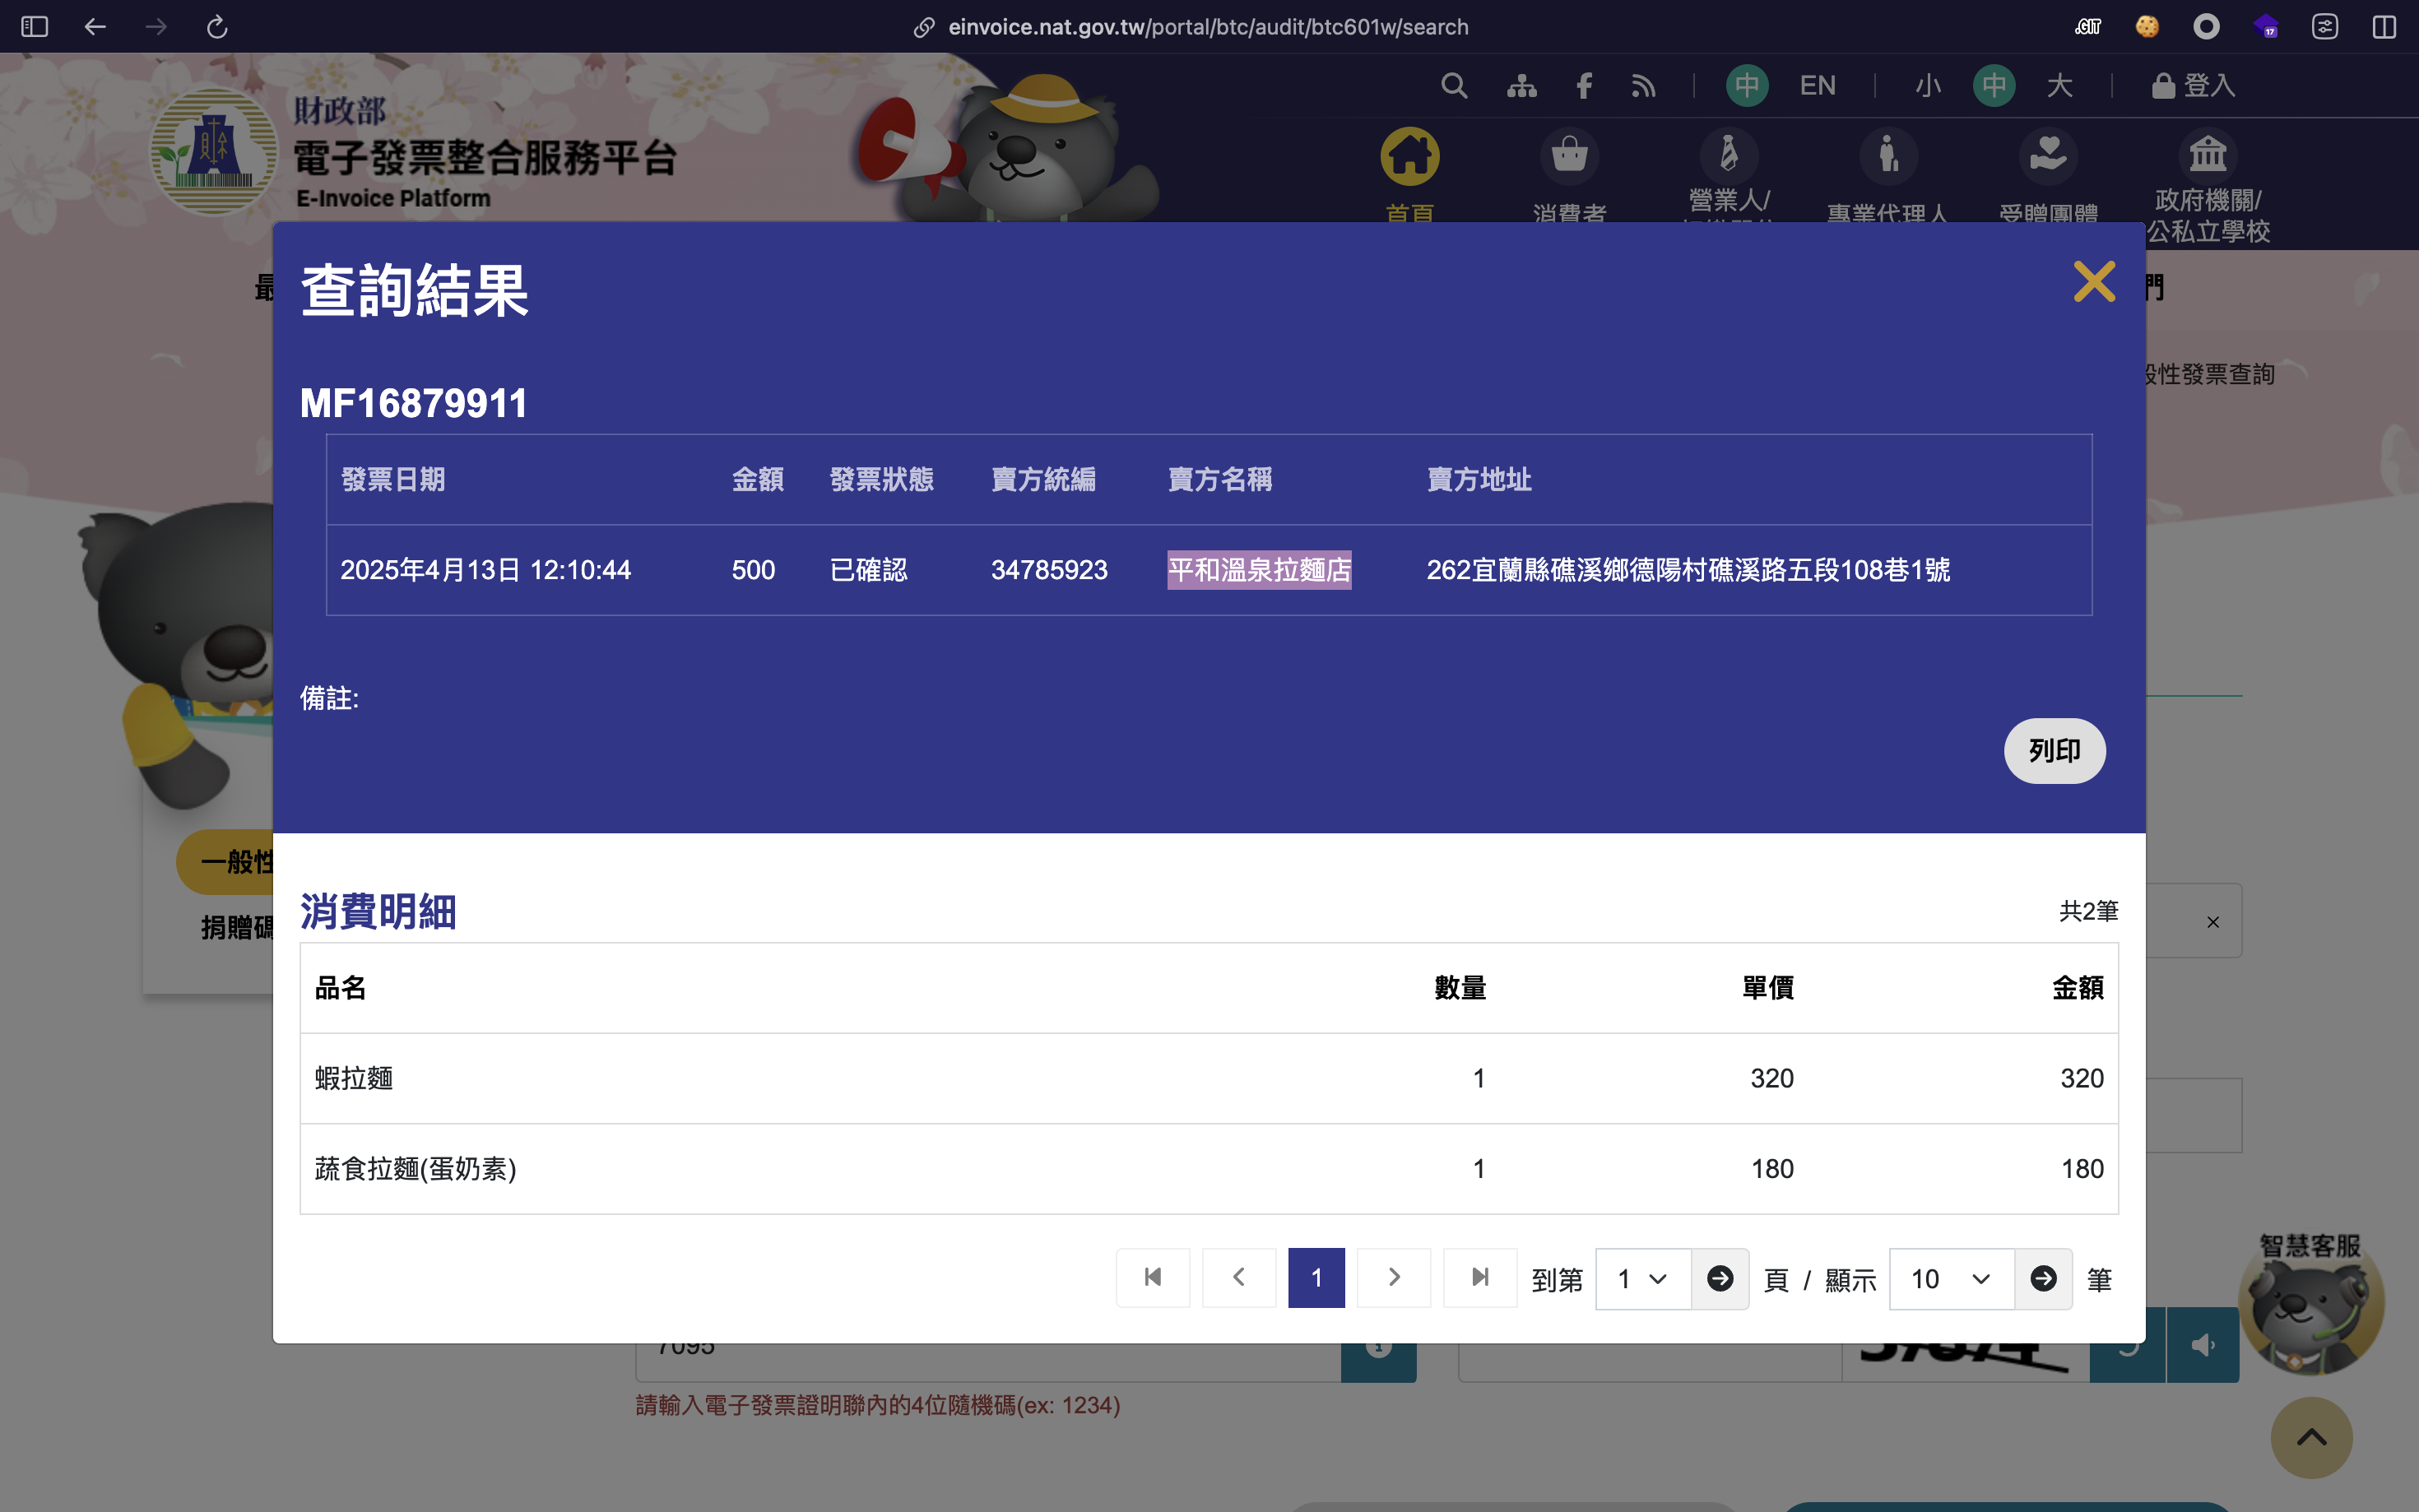 einvoice.nat.gov.tw/portal/btc/audit/btc601w/search
.GIT
17
財政部
電子發票整合服務平台
E-Invoice Platform
中 EN 小 中 大 登入
首頁 消費者 營業人/ 專業代理人 受贈團體 政府機關/
公私立學校
最
們
查詢結果
般性發票查詢
MF16879911
發票日期 金額 發票狀態 賣方統編 賣方名稱 賣方地址
2025年4月13日 12:10:44 500 已確認 34785923 平和溫泉拉麵店 262宜蘭縣礁溪鄉德陽村礁溪路五段108巷1號
備註:
列印
一般性
捐贈碼
消費明細
共2筆
品名 數量 單價 金額
蝦拉麵 1 320 320
蔬食拉麵(蛋奶素) 1 180 180
1 到第 1 頁 / 顯示 10 筆
智慧客服
7095
請輸入電子發票證明聯內的4位隨機碼(ex: 1234)